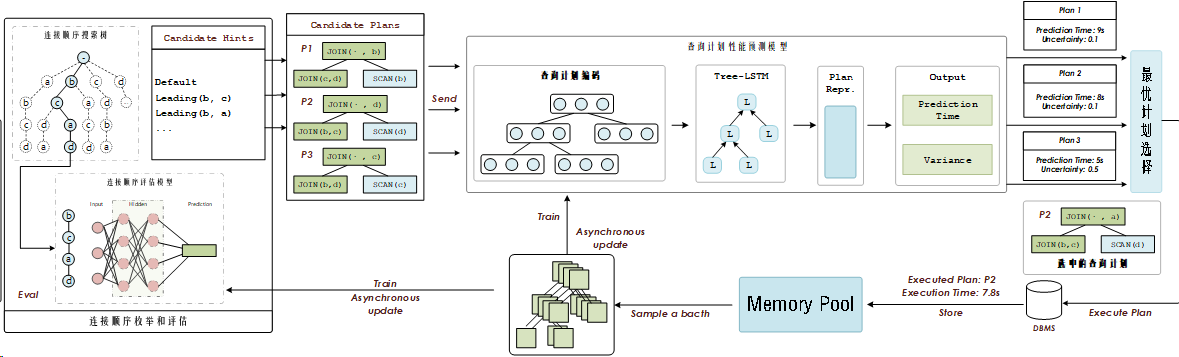 连接顺序搜索树
b
a
c
d
b
c
a
d
c
d
a
c
b
d
a
d
b
a
Candidate Hints
Default
Leading(b, c)
Leading(b, a)
...
连接顺序评估模型
Input
Hidden
Prediction
b
c
a
d
Eval
连接顺序枚举和评估
Candidate Plans
P1
JOIN(· , b)
JOIN(c,d)
SCAN(b)
P2
JOIN(· , d)
JOIN(b,c)
SCAN(d)
P3
JOIN(· , c)
JOIN(b,d)
SCAN(c)
Send
查询计划性能预测模型
查询计划编码
Tree-LSTM
L
L
L
L
L
Plan
Repr.
Output
Prediction
Time
Variance
Plan 1
Prediction Time: 9s
Uncertainty: 0.1
Plan 2
Prediction Time: 8s
Uncertainty: 0.1
Plan 3
Prediction Time: 5s
Uncertainty: 0.5
最优计划选择
P2
JOIN(· , a)
JOIN(b,c)
SCAN(d)
选中的查询计划
Train
Asynchronous
update
Train
Asynchronous
update
Sample a bacth
Memory Pool
Executed Plan: P2
Execution Time: 7.8s
Store
DBMS
Execute Plan